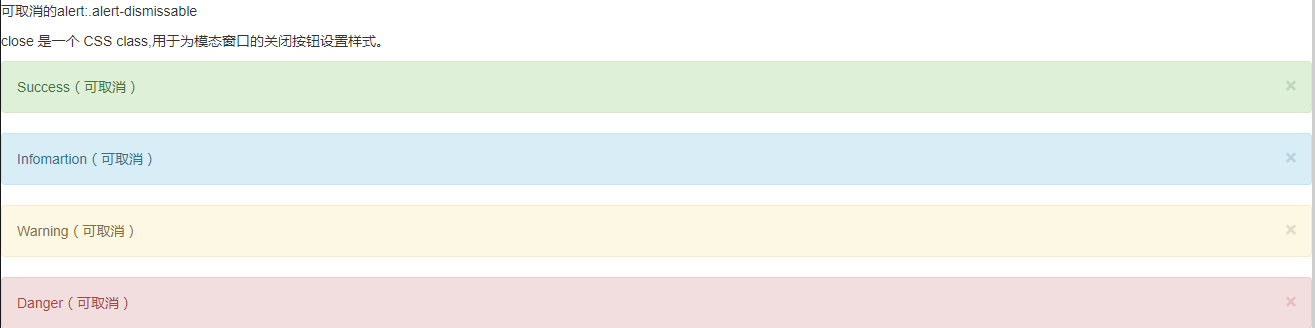 可取消的alert:.alert-dismissable
close 是一个 CSS class,用于为模态窗口的关闭按钮设置样式。
Success（可取消）
×
Infomartion（可取消）
×
Warning（可取消）
×
Danger（可取消）
×